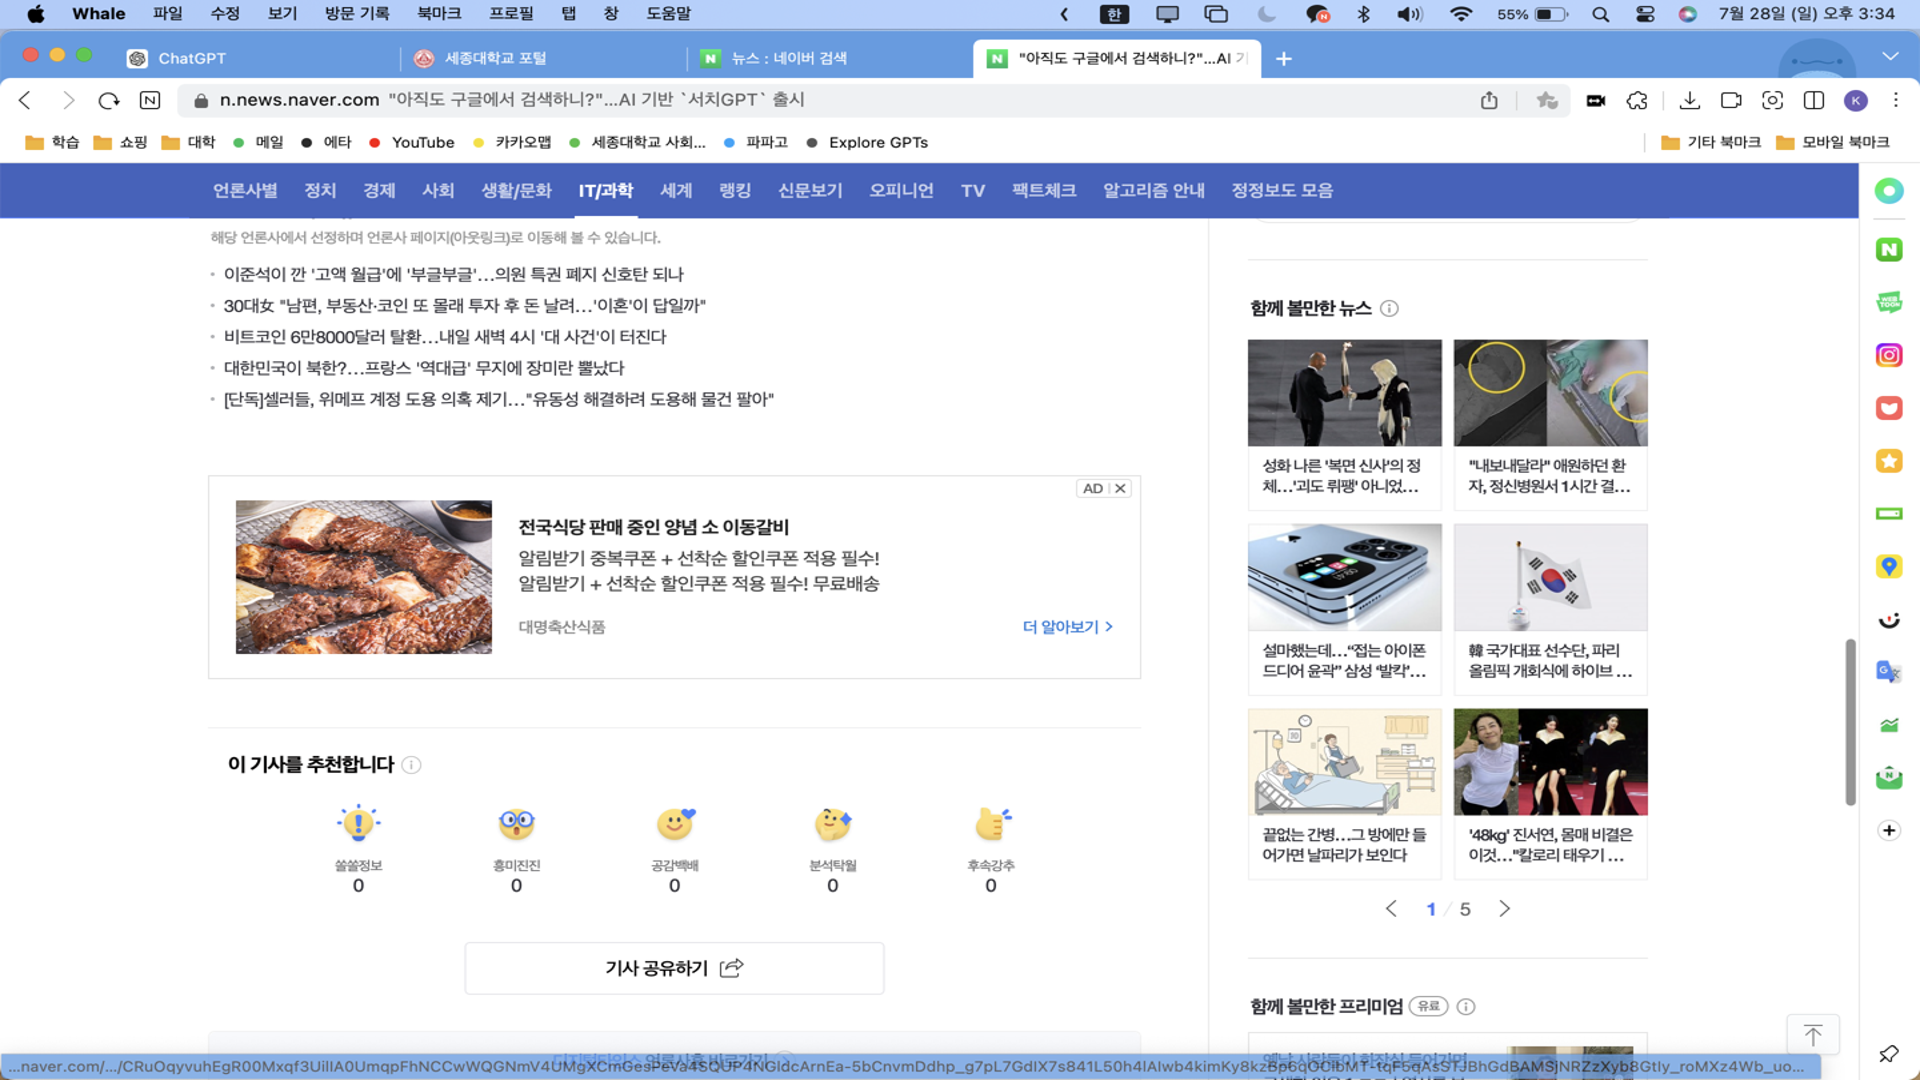 Whale 파일 수정 보기 방문 기록 북마크 프로필 탭 창 도움말 한 55% 7월 28일 (일) 오후 3:34
ChatGPT 세종대학교 포털 뉴스 : 네이버 검색 "아직도 구글에서 검색하니?"...AI 기
n.news.naver.com "아직도 구글에서 검색하니?"...AI 기반 `서치GPT` 출시 K
학습 쇼핑 대학 메일 에타 YouTube 카카오맵 세종대학교 사회... 파파고 Explore GPTs 기타 북마크 모바일 북마크
언론사별 정치 경제 사회 생활/문화 IT/과학 세계 랭킹 신문보기 오피니언 TV 팩트체크 알고리즘 안내 정정보도 모음
해당 언론사에서 선정하며 언론사 페이지(아웃링크)로 이동해 볼 수 있습니다.
이준석이 깐 '고액 월급'에 '부글부글'…의원 특권 폐지 신호탄 되나
30대女 "남편, 부동산·코인 또 몰래 투자 후 돈 날려…'이혼'이 답일까"
비트코인 6만8000달러 탈환…내일 새벽 4시 '대 사건'이 터진다
대한민국이 북한?…프랑스 '역대급' 무지에 장미란 뿔났다
[단독]셀러들, 위메프 계정 도용 의혹 제기…"유동성 해결하려 도용해 물건 팔아"
AD
전국식당 판매 중인 양념 소 이동갈비
알림받기 중복쿠폰 + 선착순 할인쿠폰 적용 필수!
알림받기 + 선착순 할인쿠폰 적용 필수! 무료배송
대명축산식품
더 알아보기 >
이 기사를 추천합니다
쏠쏠정보 흥미진진 공감백배 분석탁월 후속강추
0 0 0 0 0
기사 공유하기
함께 볼만한 뉴스
성화 나른 '복면 신사'의 정
체…'괴도 뤼팽' 아니었…
"내보내달라" 애원하던 환
자, 정신병원서 1시간 결…
설마했는데…“접는 아이폰
드디어 윤곽” 삼성 ‘발칵’…
韓 국가대표 선수단, 파리
올림픽 개회식에 하이브 …
끝없는 간병…그 방에만 들
어가면 날파리가 보인다
'48kg' 진서연, 몸매 비결은
이것…"칼로리 태우기 …
1 / 5
함께 볼만한 프리미엄 유료
WEB
TOON